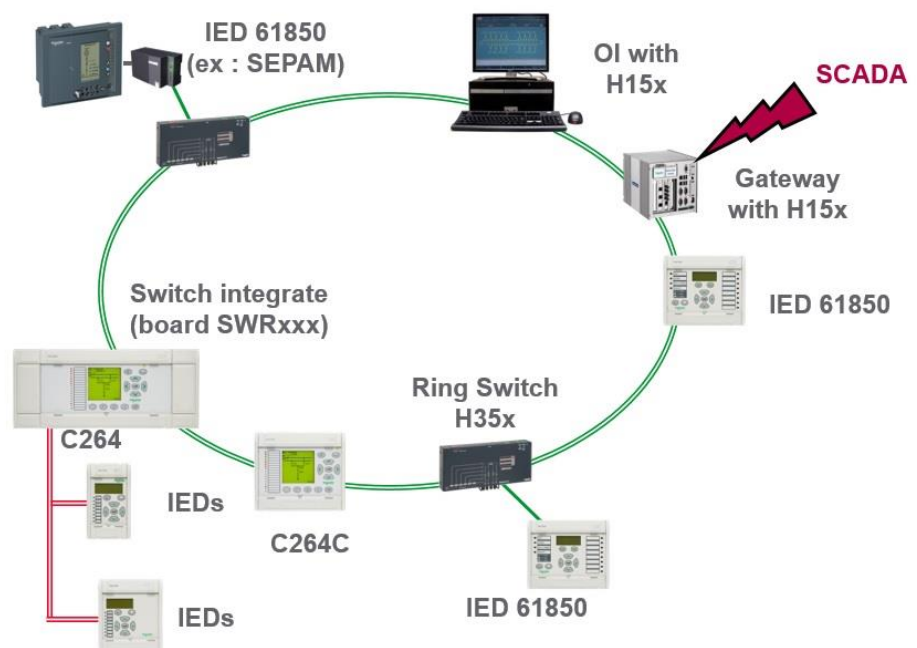 IED 61850
(ex : SEPAM)
OI with
H15x
SCADA
Gateway
with H15x
IED 61850
Switch integrate
(board SWRxxx)
Ring Switch
H35x
C264
IEDs
C264C
IEDs
IED 61850